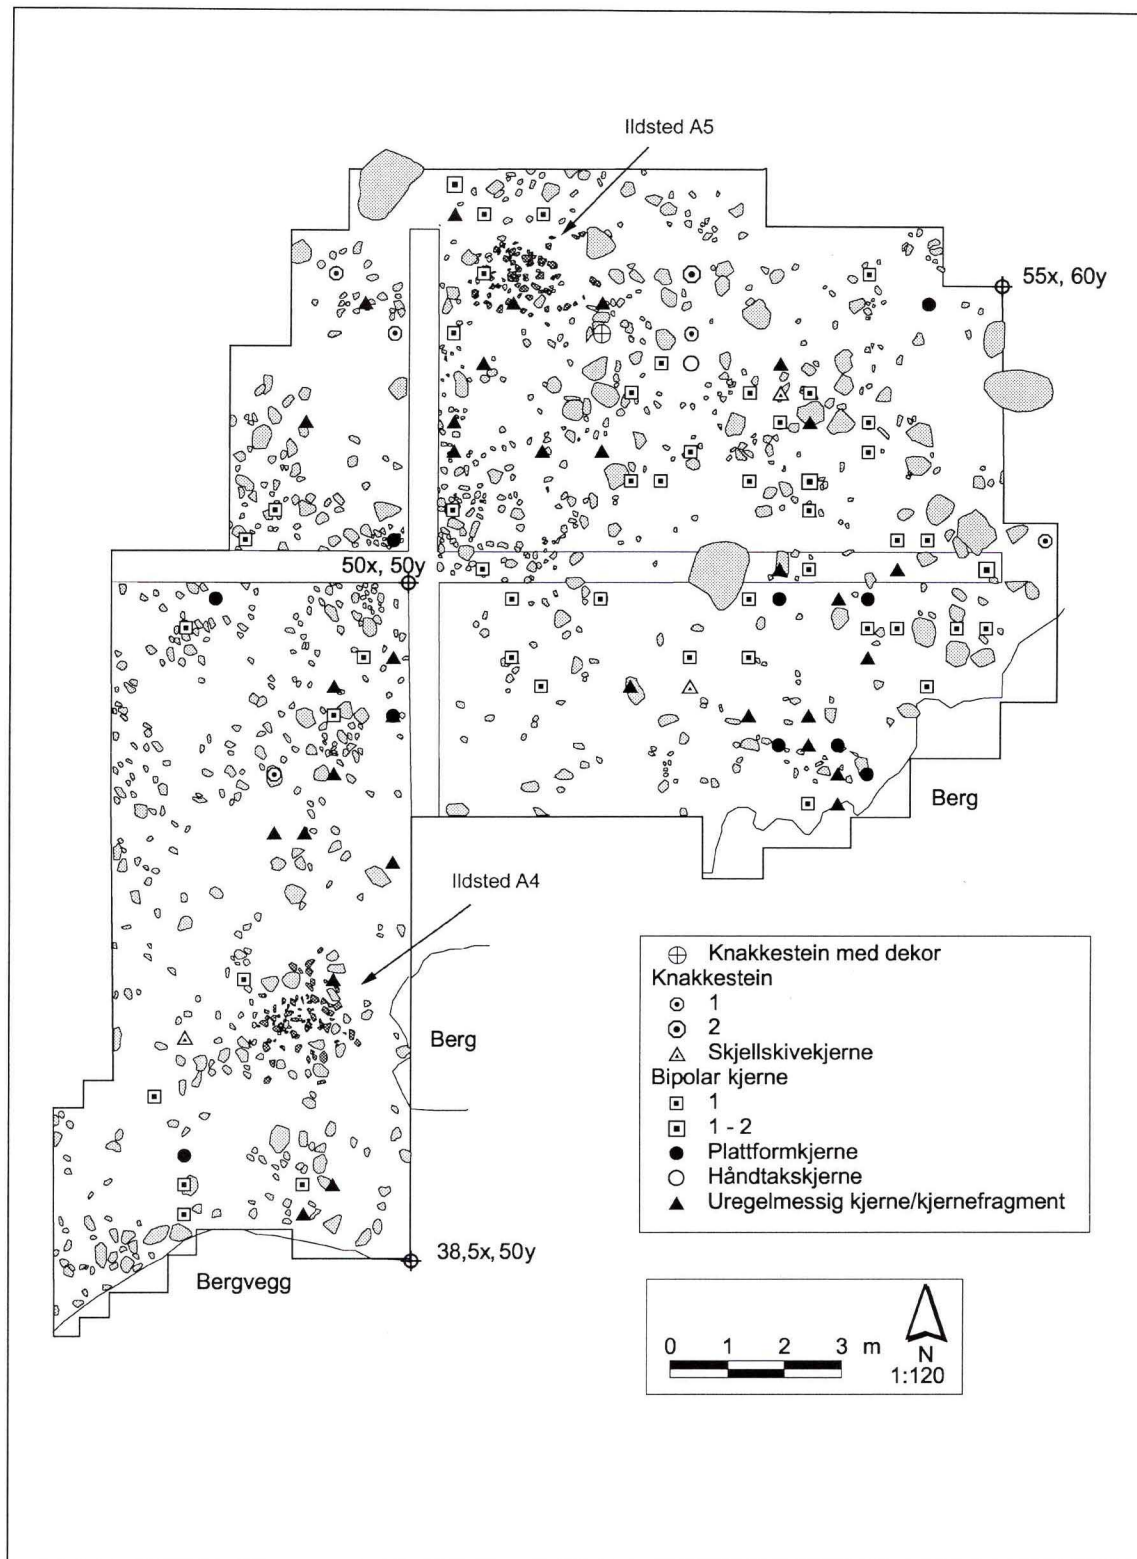 Ildsted A5
55x, 60y
50x, 50y
Berg
Ildsted A4
Berg
38,5x, 50y
Bergvegg
Knakkestein med dekor
Knakkestein
1
2
Skjellskivekjerne
Bipolar kjerne
1
1 - 2
Plattformkjerne
Håndtakskjerne
Uregelmessig kjerne/kjernefragment
0 1 2 3 m
N
1:120